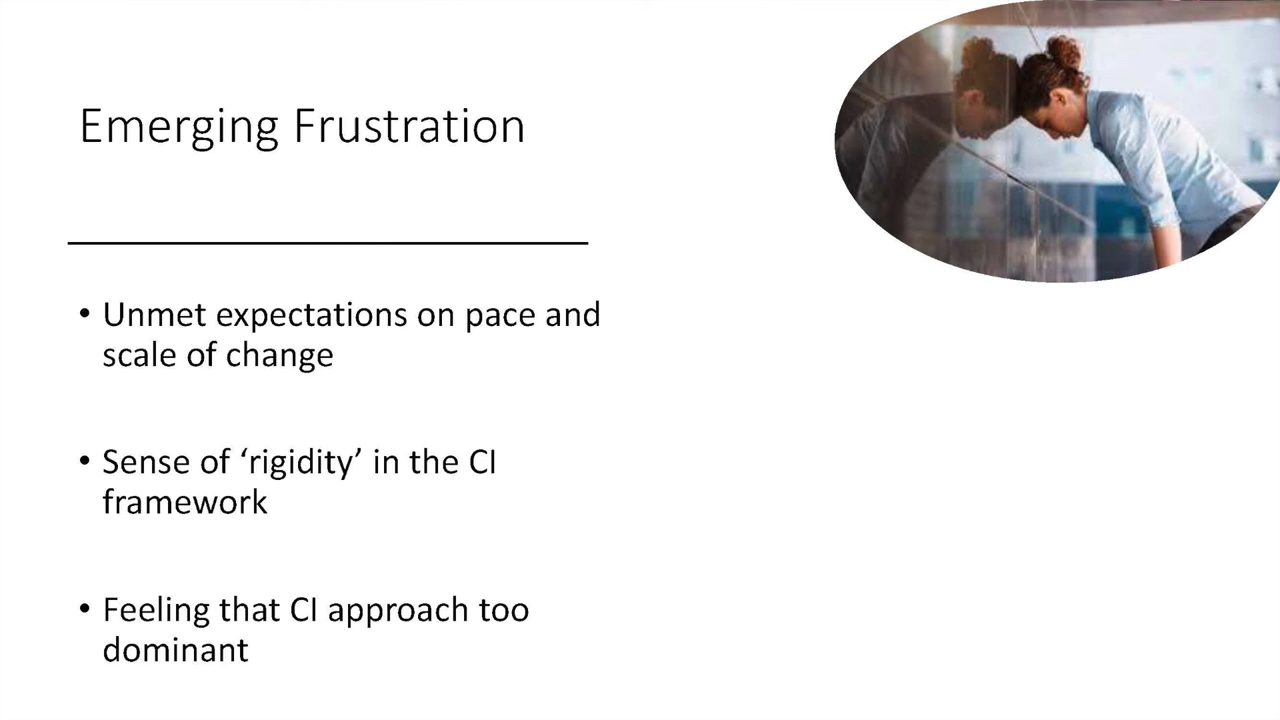 Emerging Frustration
• Unmet expectations on pace and
scale of change
• Sense of ‘rigidity’ in the CI
framework
• Feeling that CI approach too
dominant